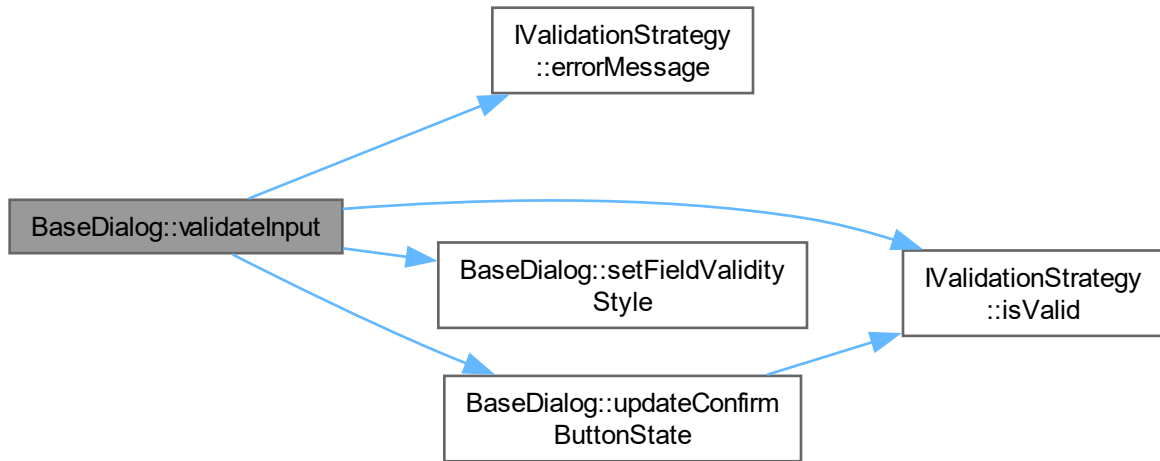 IValidationStrategy
::errorMessage
BaseDialog::validateInput
BaseDialog::setFieldValidity
Style
IValidationStrategy
::isValid
BaseDialog::updateConfirm
ButtonState